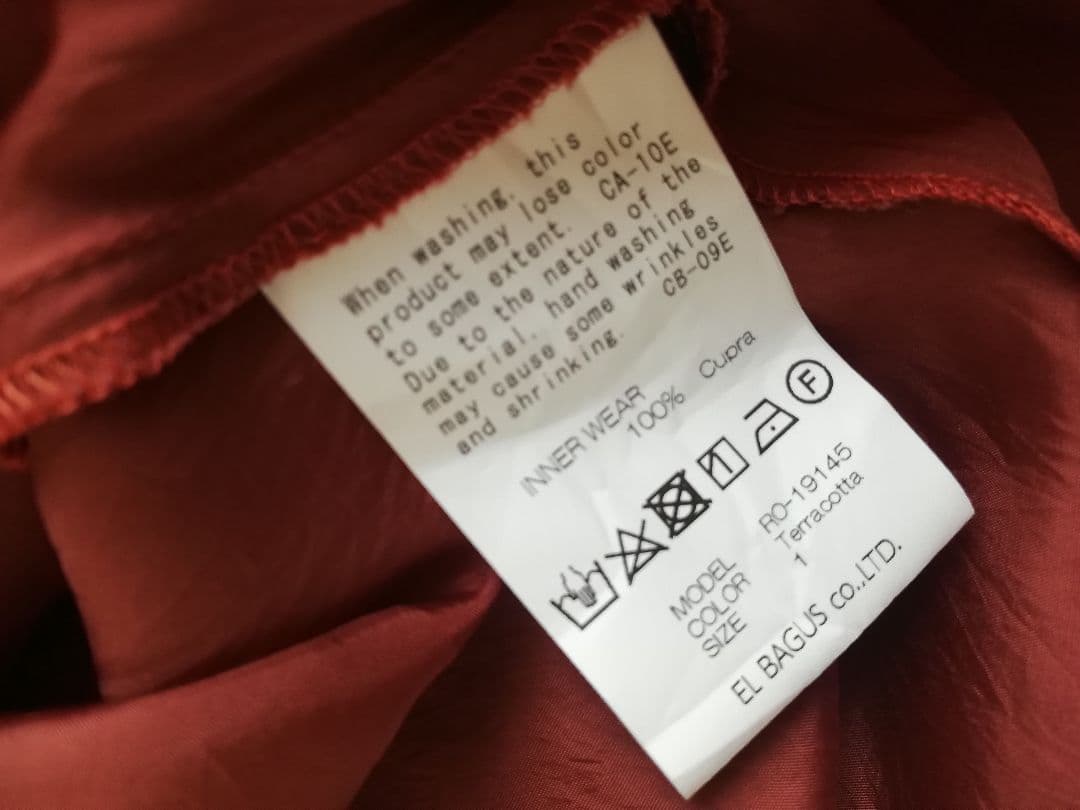 When washing, this
product may lose color
to some extent. CA-10E
Due to the nature of the
material, hand washing
may cause some wrinkles
and shrinking. CB-09E
INNER WEAR
100% Cupra
F
MODEL RO-19145
COLOR Terracotta
SIZE 1
EL BAGUS CO.,LTD.